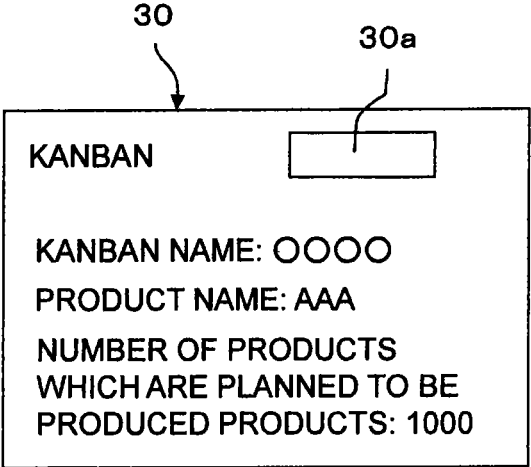 30
30a
KANBAN
KANBAN NAME: ○○○○
PRODUCT NAME: AAA
NUMBER OF PRODUCTS
WHICH ARE PLANNED TO BE
PRODUCED PRODUCTS: 1000